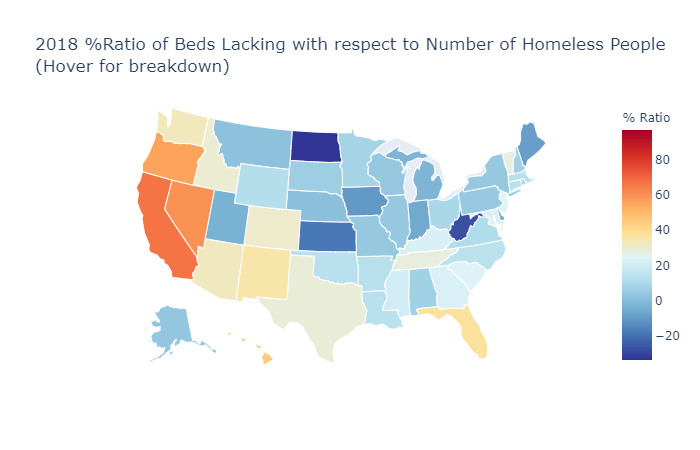 2018 %Ratio of Beds Lacking with respect to Number of Homeless People
(Hover for breakdown)
% Ratio
80
60
40
20
0
−20